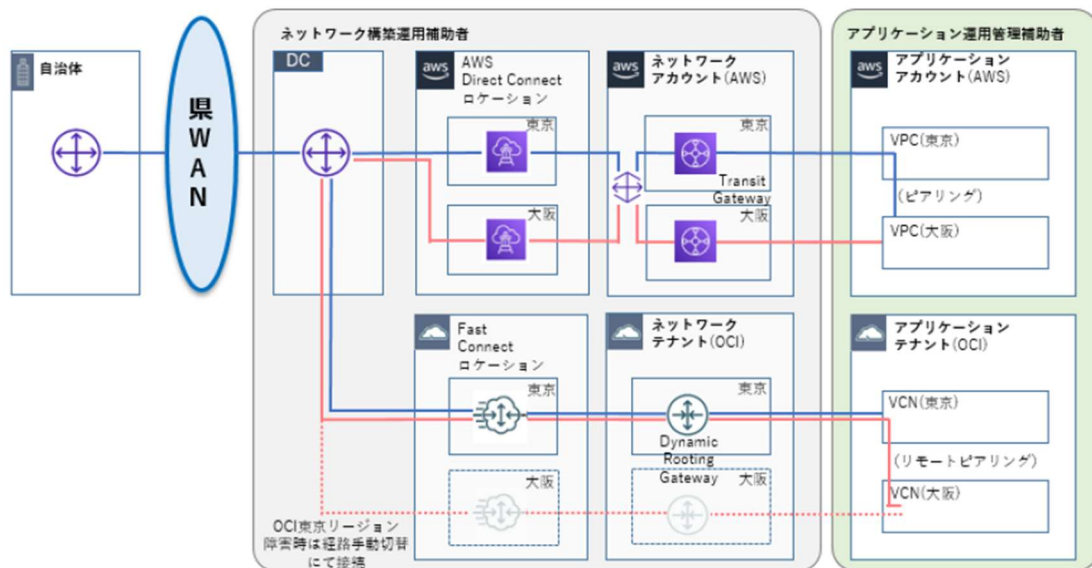 ネットワーク構築運用補助者
アプリケーション運用管理補助者
自治体
県WAN
DC
aws
AWS
Direct Connect
ロケーション
東京
大阪
aws
ネットワーク
アカウント(AWS)
東京
Transit
Gateway
大阪
aws
アプリケーション
アカウント(AWS)
VPC(東京)
(ピアリング)
VPC(大阪)
Fast
Connect
ロケーション
東京
大阪
ネットワーク
テナント(OCI)
東京
Dynamic
Rooting
Gateway
大阪
アプリケーション
テナント(OCI)
VCN(東京)
(リモートピアリング)
VCN(大阪)
OCI東京リージョン
障害時は経路手動切替
にて接続